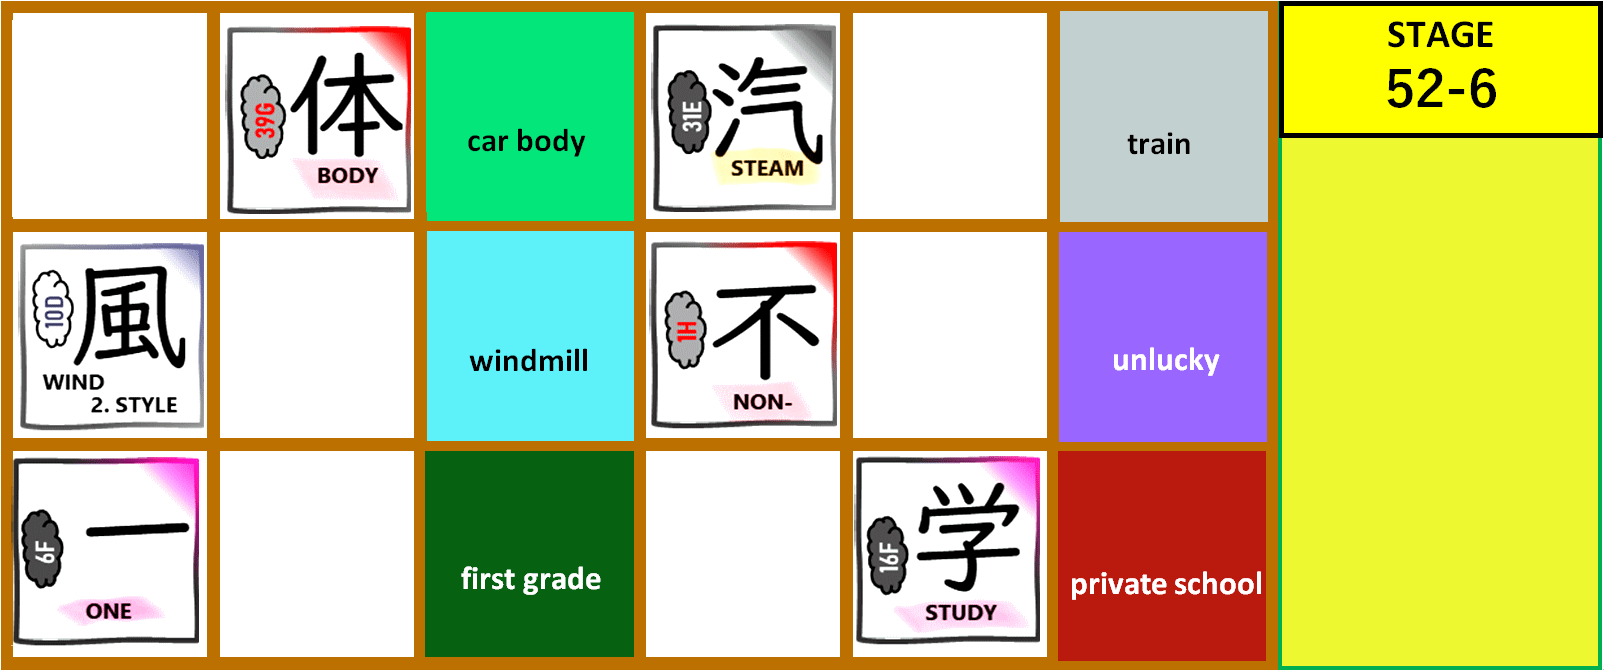 体
39G
BODY
car body
汽
31E
STEAM
train
STAGE
52-6
風
10D
WIND
2. STYLE
windmill
不
1H
NON-
unlucky
一
6F
ONE
first grade
学
16F
STUDY
private school